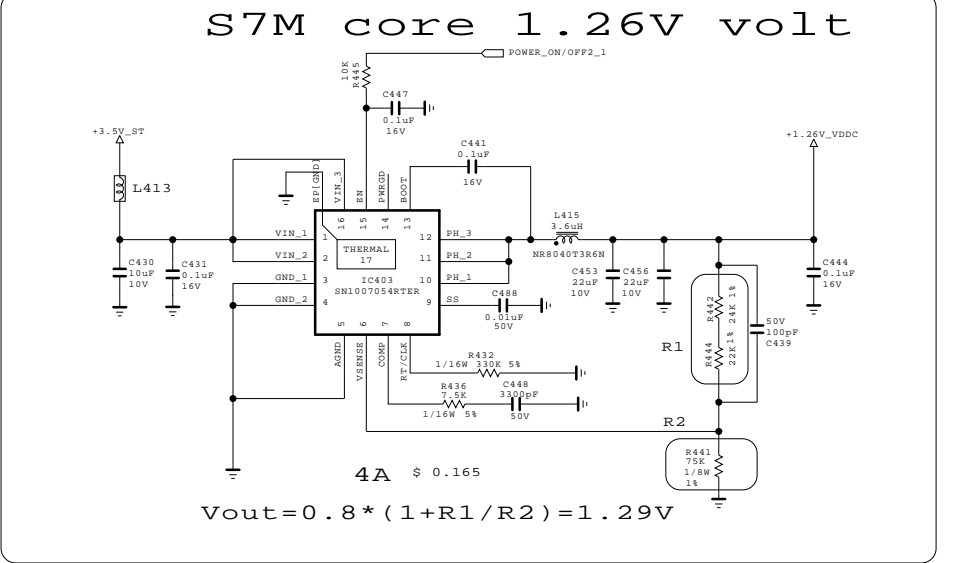 S7M core 1.26V volt
POWER_ON/OFF2_1
10K
R445
C447
0.1uF
16V
+3.5V_ST
+1.26V_VDDC
C441
0.1uF
16V
L413
EP[GND]
VIN_3
EN
PWRGD
BOOT
16
15
14
13
L415
3.6uH
NR8040T3R6N
VIN_1
1
THERMAL
17
12
PH_3
VIN_2
2
11
PH_2
GND_1
3
IC403
SN1007054RTER
10
PH_1
GND_2
4
9
SS
C430
10uF
10V
C431
0.1uF
16V
C488
0.01uF
50V
C453
22uF
10V
C456
22uF
10V
C444
0.1uF
16V
R442
24K 1%
R444
22K 1%
R1
50V
100pF
C439
5
6
7
8
AGND
VSENSE
COMP
RT/CLK
R432
1/16W 330K 5%
R436
7.5K
1/16W 5%
C448
3300pF
50V
R2
R441
75K
1/8W
1%
4A $ 0.165
Vout=0.8*(1+R1/R2)=1.29V